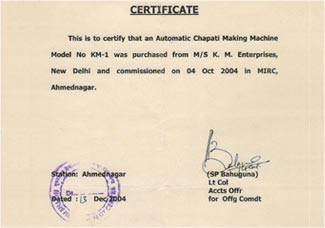 CERTIFICATE
This is to certify that an Automatic Chapati Making Machine
Model No KM-1 was purchased from M/S K. M. Enterprises,
New Delhi and commissioned on 04 Oct 2004 in MIRC,
Ahmednagar.
Station: Ahmednagar
(SP Bahuguna)
Lt Col
Dated : 13 Dec 2004
Accts Offr
for Offg Comdt